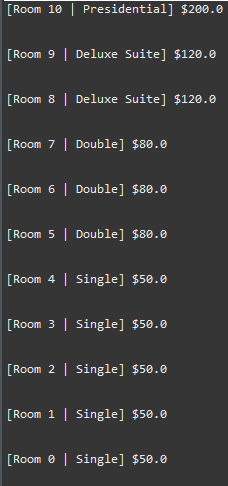 [Room 10 | Presidential] $200.0
[Room 9 | Deluxe Suite] $120.0
[Room 8 | Deluxe Suite] $120.0
[Room 7 | Double] $80.0
[Room 6 | Double] $80.0
[Room 5 | Double] $80.0
[Room 4 | Single] $50.0
[Room 3 | Single] $50.0
[Room 2 | Single] $50.0
[Room 1 | Single] $50.0
[Room 0 | Single] $50.0